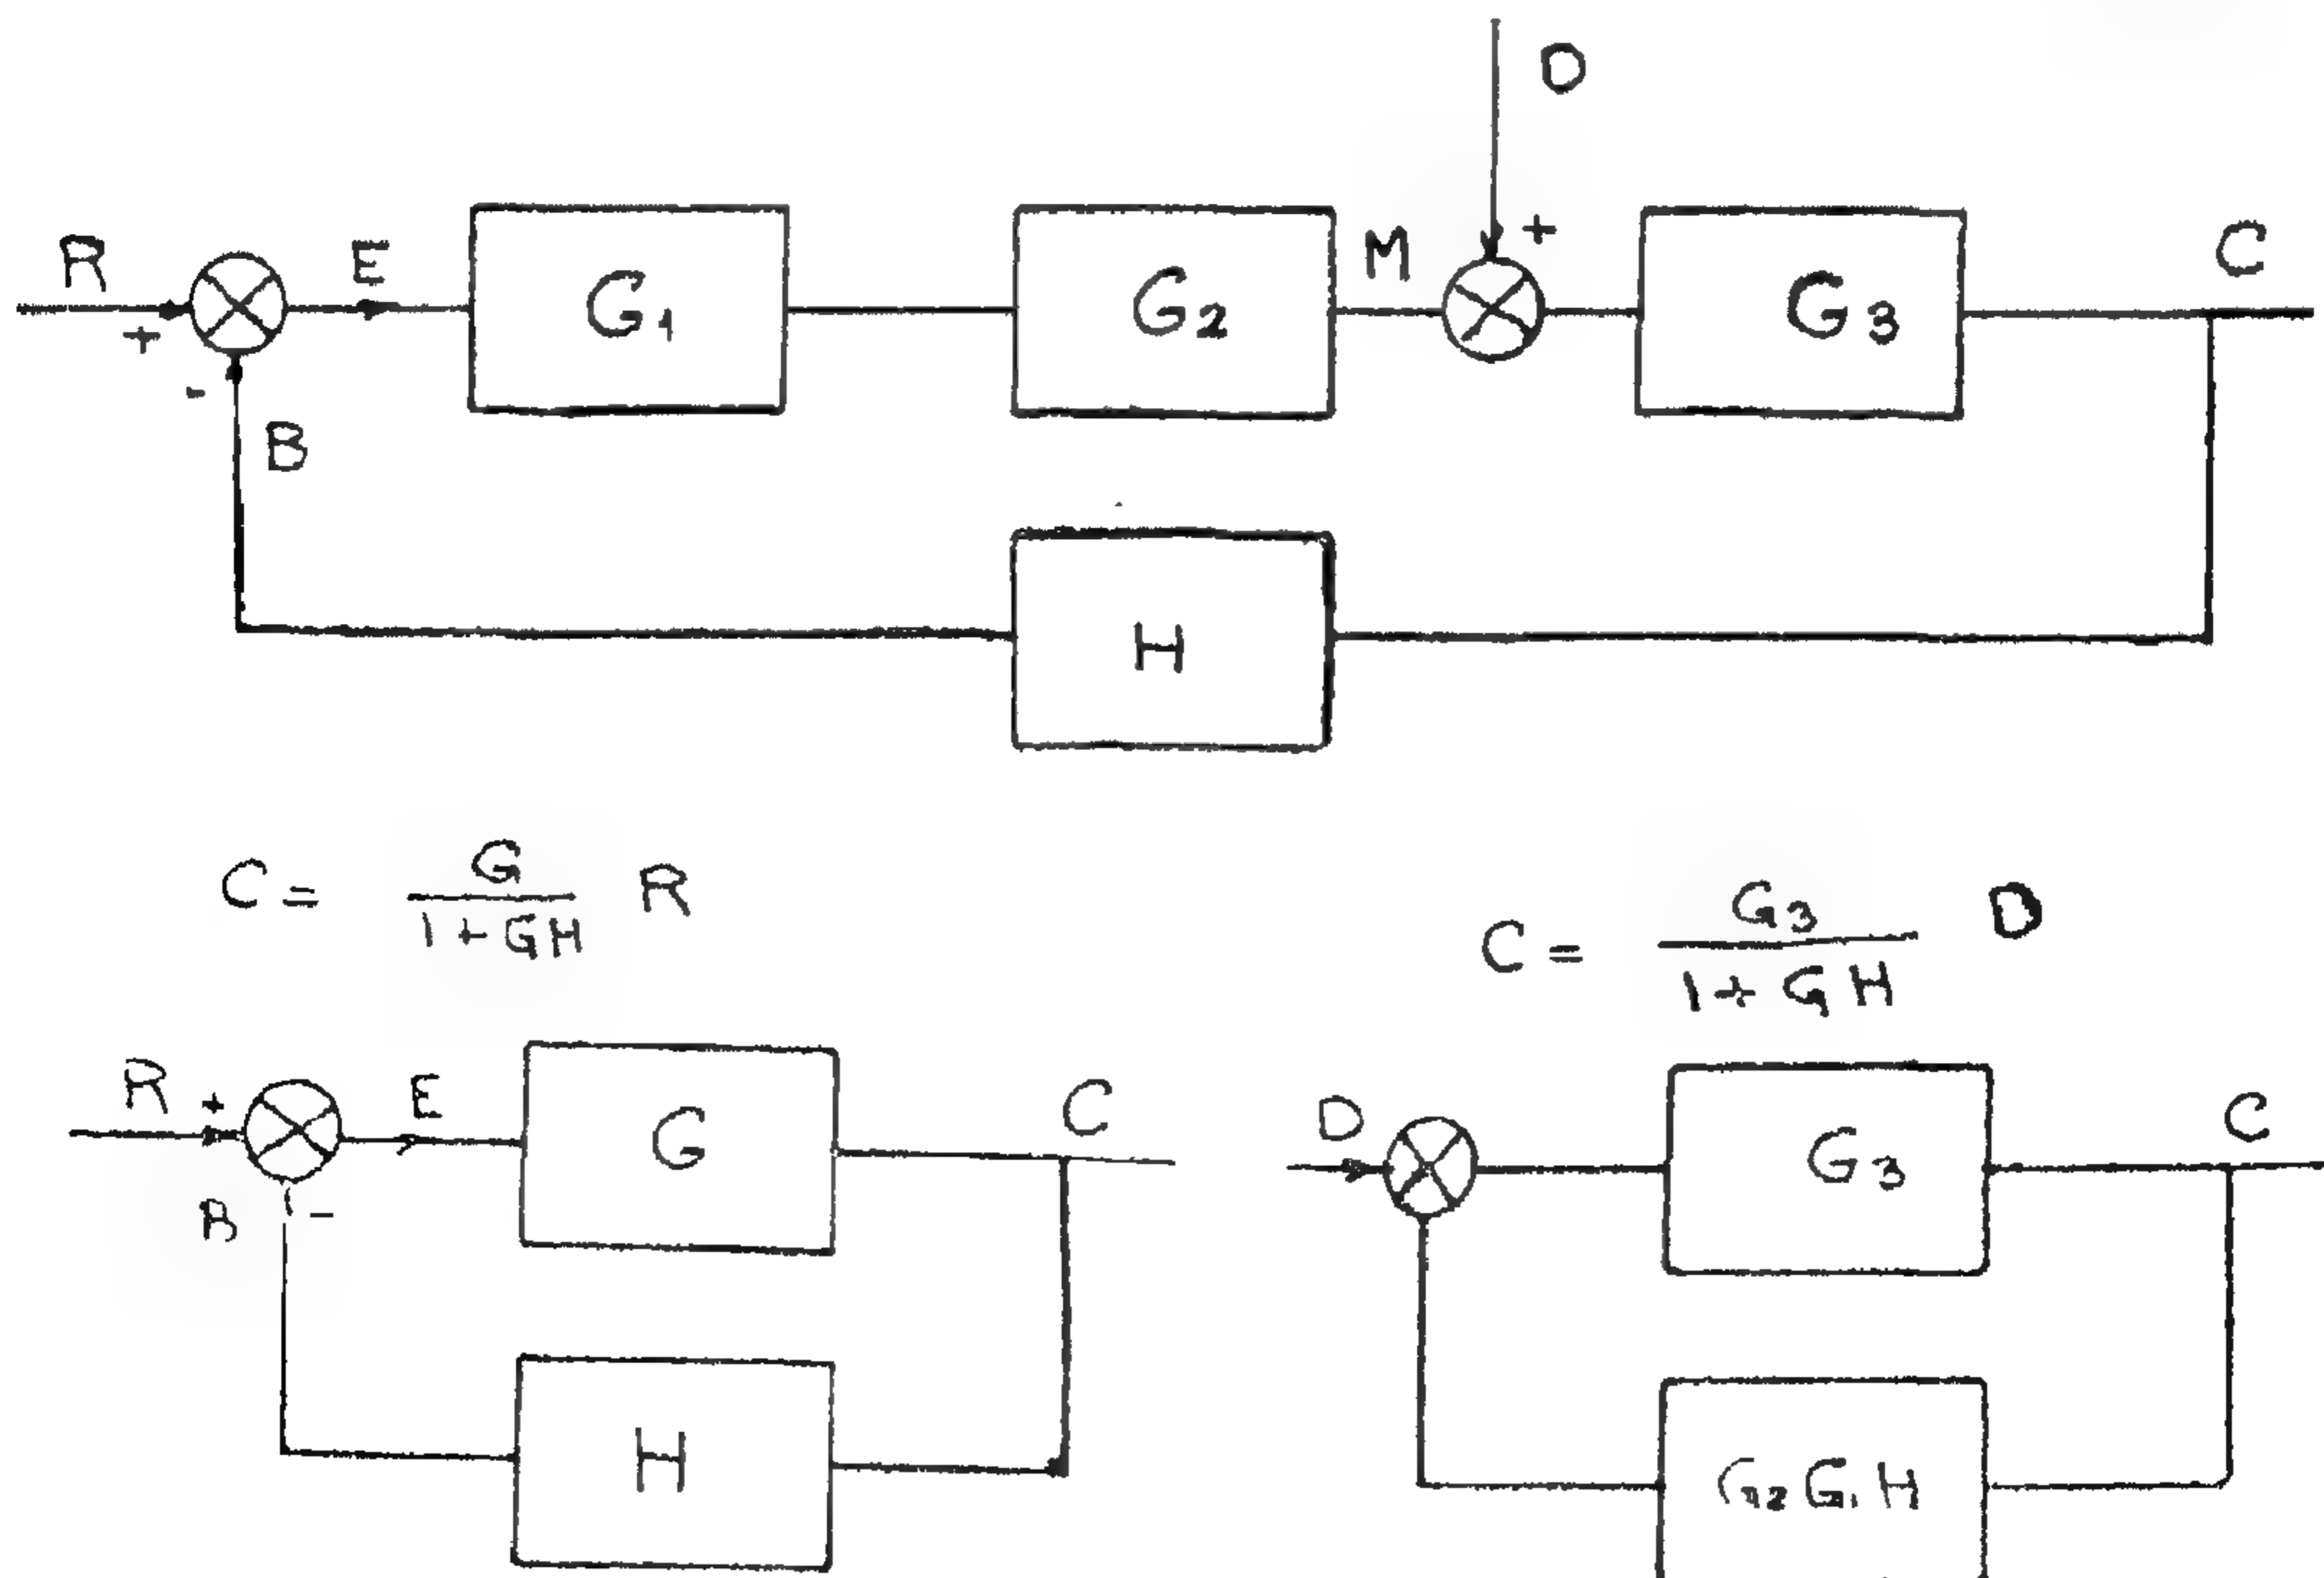 D
R + E G₁ G₂ M + G₃ C
-
B
H
C = G / 1 + GH R
C = G₃ / 1 + GH D
R + E G C
B -
H
D G₃ C
G₂ G₁ H